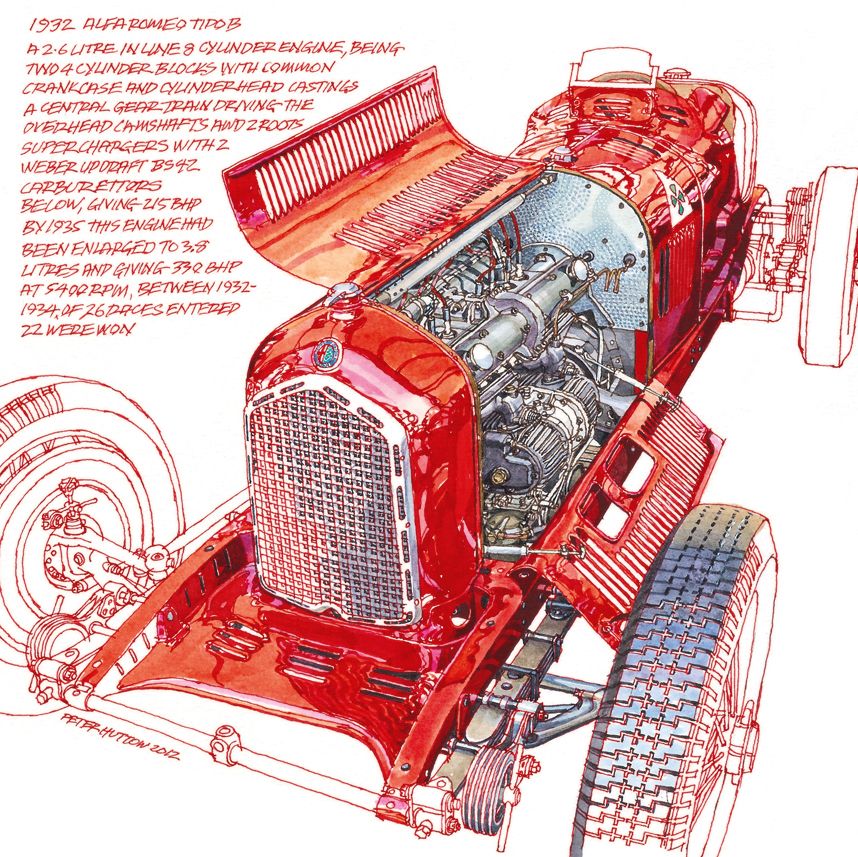 1932 ALFA ROMEO TIPO B
A 2·6 LITRE IN LINE 8 CYLINDER ENGINE, BEING
TWO 4 CYLINDER BLOCKS WITH COMMON
CRANKCASE AND CYLINDERHEAD CASTINGS
A CENTRAL GEAR TRAIN DRIVING THE
OVERHEAD CAMSHAFTS AND 2 ROOTS
SUPERCHARGERS WITH 2
WEBER UPDRAFT BS42
CARBURETTORS
BELOW, GIVING 215 BHP
BY 1935 THIS ENGINE HAD
BEEN ENLARGED TO 3.8
LITRES AND GIVING 330 BHP
AT 5400 RPM, BETWEEN 1932-
1934, OF 26 RACES ENTERED
22 WERE WON
PETER HUTTON 2012